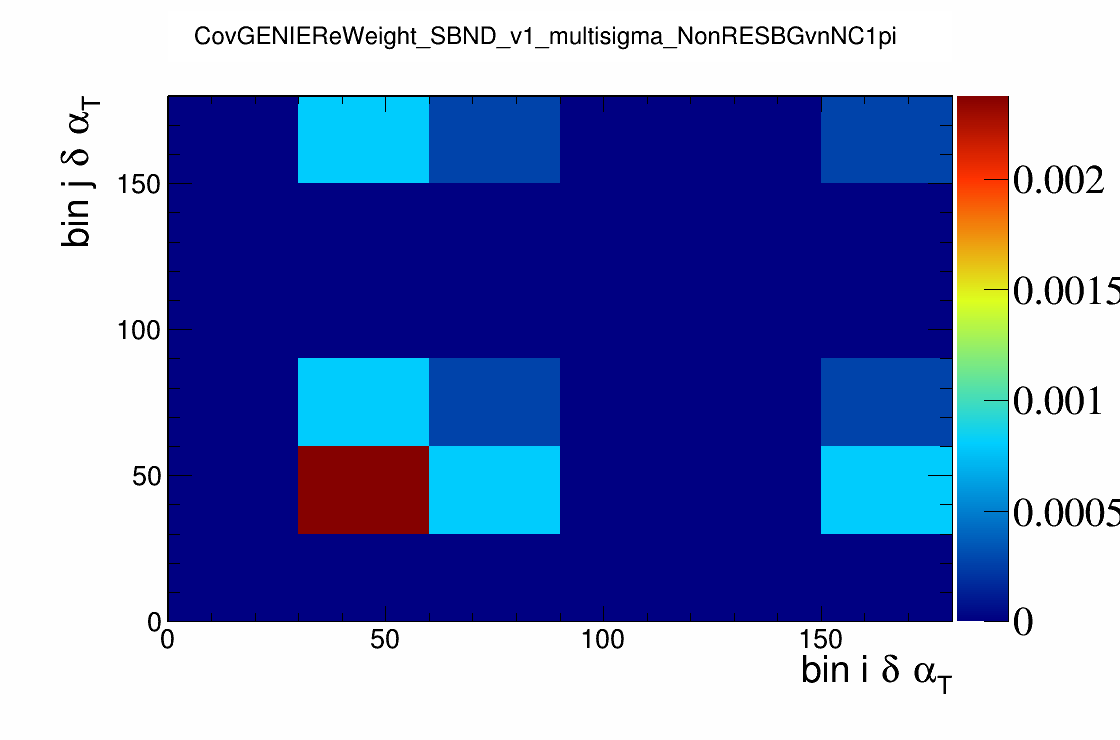 CovGENIEReWeight_SBND_v1_multisigma_NonRESBGvnNC1pi
bin j δ α_T
150
100
50
0
0 50 100 150
bin i δ α_T
0.002
0.0015
0.001
0.0005
0